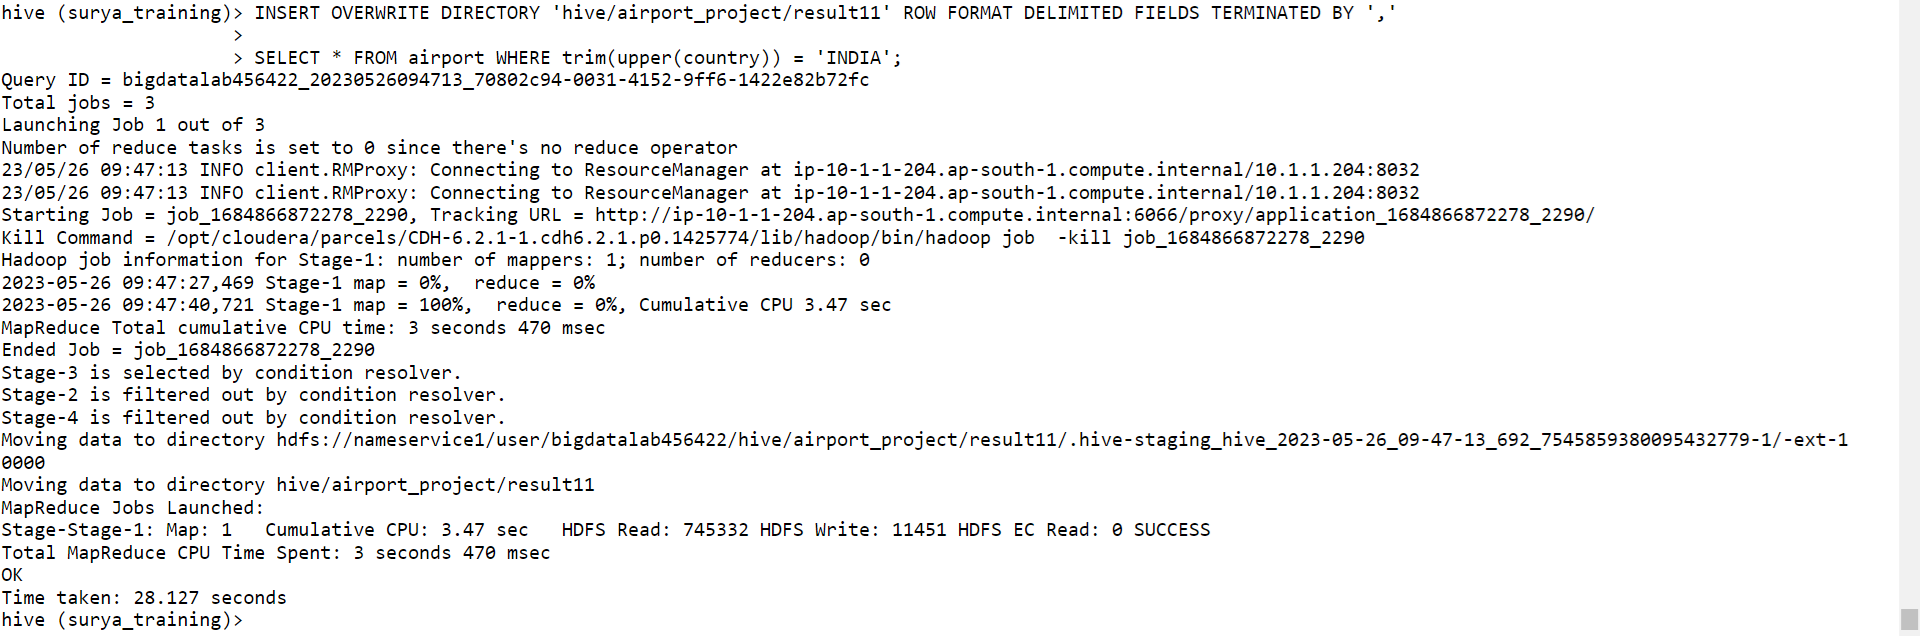 hive (surya_training)> INSERT OVERWRITE DIRECTORY 'hive/airport_project/result11' ROW FORMAT DELIMITED FIELDS TERMINATED BY ','
>
> SELECT * FROM airport WHERE trim(upper(country)) = 'INDIA';
Query ID = bigdatalab456422_20230526094713_70802c94-0031-4152-9ff6-1422e82b72fc
Total jobs = 3
Launching Job 1 out of 3
Number of reduce tasks is set to 0 since there's no reduce operator
23/05/26 09:47:13 INFO client.RMProxy: Connecting to ResourceManager at ip-10-1-1-204.ap-south-1.compute.internal/10.1.1.204:8032
23/05/26 09:47:13 INFO client.RMProxy: Connecting to ResourceManager at ip-10-1-1-204.ap-south-1.compute.internal/10.1.1.204:8032
Starting Job = job_1684866872278_2290, Tracking URL = http://ip-10-1-1-204.ap-south-1.compute.internal:6066/proxy/application_1684866872278_2290/
Kill Command = /opt/cloudera/parcels/CDH-6.2.1-1.cdh6.2.1.p0.1425774/lib/hadoop/bin/hadoop job  -kill job_1684866872278_2290
Hadoop job information for Stage-1: number of mappers: 1; number of reducers: 0
2023-05-26 09:47:27,469 Stage-1 map = 0%,  reduce = 0%
2023-05-26 09:47:40,721 Stage-1 map = 100%,  reduce = 0%, Cumulative CPU 3.47 sec
MapReduce Total cumulative CPU time: 3 seconds 470 msec
Ended Job = job_1684866872278_2290
Stage-3 is selected by condition resolver.
Stage-2 is filtered out by condition resolver.
Stage-4 is filtered out by condition resolver.
Moving data to directory hdfs://nameservice1/user/bigdatalab456422/hive/airport_project/result11/.hive-staging_hive_2023-05-26_09-47-13_692_7545859380095432779-1/-ext-1
0000
Moving data to directory hive/airport_project/result11
MapReduce Jobs Launched:
Stage-Stage-1: Map: 1   Cumulative CPU: 3.47 sec   HDFS Read: 745332 HDFS Write: 11451 HDFS EC Read: 0 SUCCESS
Total MapReduce CPU Time Spent: 3 seconds 470 msec
OK
Time taken: 28.127 seconds
hive (surya_training)>